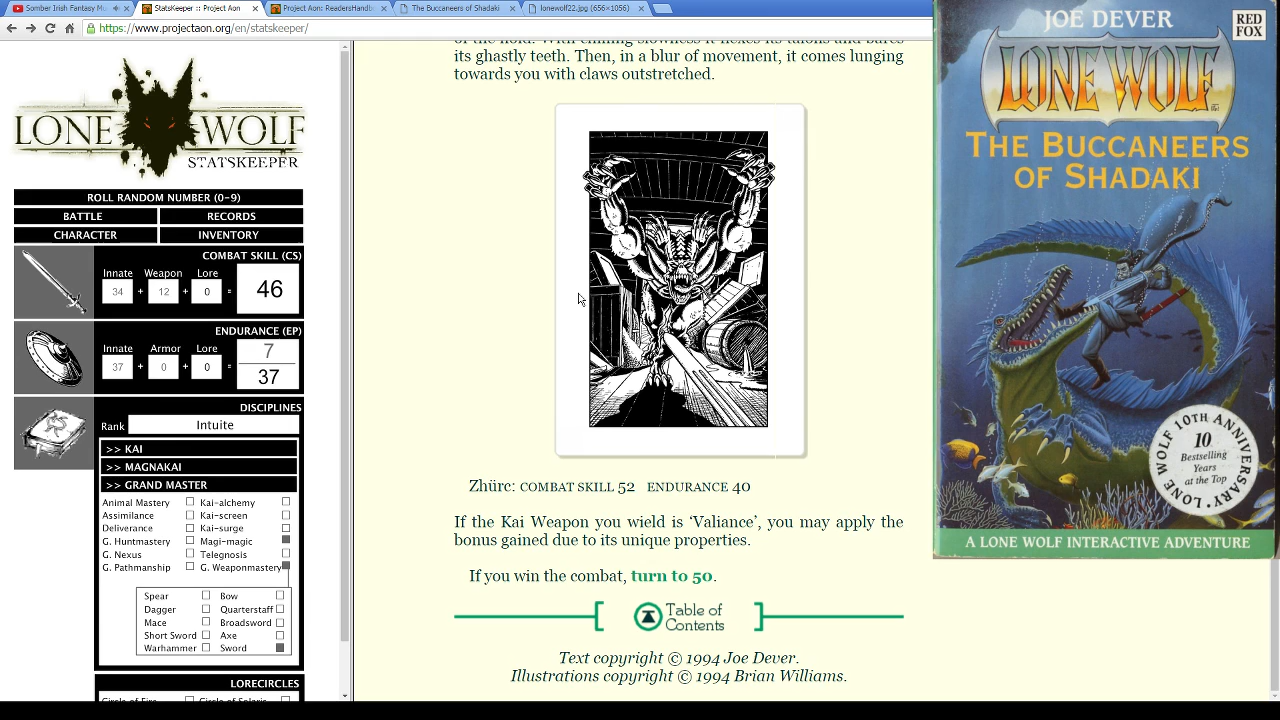 Somber Irish Fantasy Mu
StatsKeeper :: Project Aon
Project Aon: ReadersHandb
The Buccaneers of Shadaki
lonewolf22.jpg (656×1056)
https://www.projectaon.org/en/statskeeper/
LONE WOLF
STATSKEEPER
ROLL RANDOM NUMBER (0-9)
BATTLE RECORDS
CHARACTER INVENTORY
COMBAT SKILL (CS)
Innate Weapon Lore
34 + 12 + 0 = 46
ENDURANCE (EP)
Innate Armor Lore
37 + 0 + 0 = 7
37
DISCIPLINES
Rank Intuite
>> KAI
>> MAGNAKAI
>> GRAND MASTER
Animal Mastery Kai-alchemy
Assimilance Kai-screen
Deliverance Kai-surge
G. Huntmastery Magi-magic
G. Nexus Telegnosis
G. Pathmanship G. Weaponmastery
Spear Bow
Dagger Quarterstaff
Mace Broadsword
Short Sword Axe
Warhammer Sword
LORECIRCLES
its ghastly teeth. Then, in a blur of movement, it comes lunging
towards you with claws outstretched.
Zhürc: COMBAT SKILL 52 ENDURANCE 40
If the Kai Weapon you wield is ‘Valiance’, you may apply the
bonus gained due to its unique properties.
If you win the combat, turn to 50.
Table of
Contents
Text copyright © 1994 Joe Dever.
Illustrations copyright © 1994 Brian Williams.
JOE DEVER
RED
FOX
LONE WOLF
THE BUCCANEERS
OF SHADAKI
LONE WOLF 10TH ANNIVERSARY
10
Bestselling
Years
at the Top
A LONE WOLF INTERACTIVE ADVENTURE